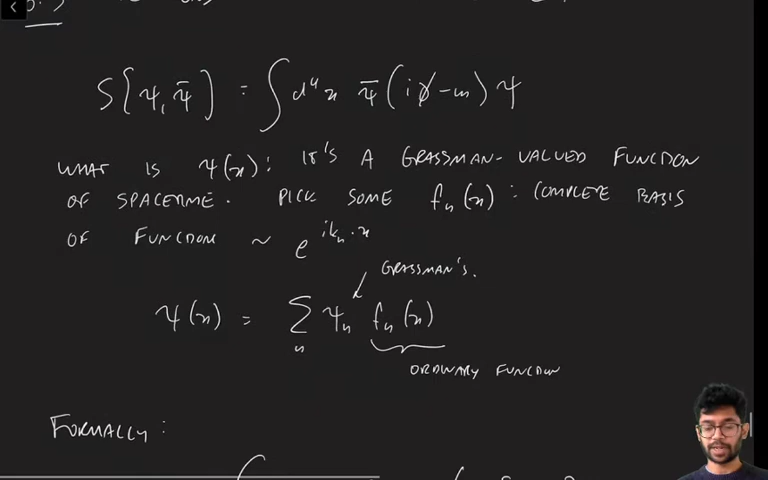 S[ψ, ψ̄] = ∫d⁴x ψ̄(i∂̸-m)ψ
WHAT IS ψ(x): IT'S A GRASSMAN-VALUED FUNCTION
OF SPACETIME. PICK SOME fₙ(x): COMPLETE BASIS
OF FUNCTION ~ e^{ikₙ·x}
GRASSMAN'S.
ψ(x) = Σₙ ψₙ fₙ(x)
ORDINARY FUNCTION
FORMALLY: